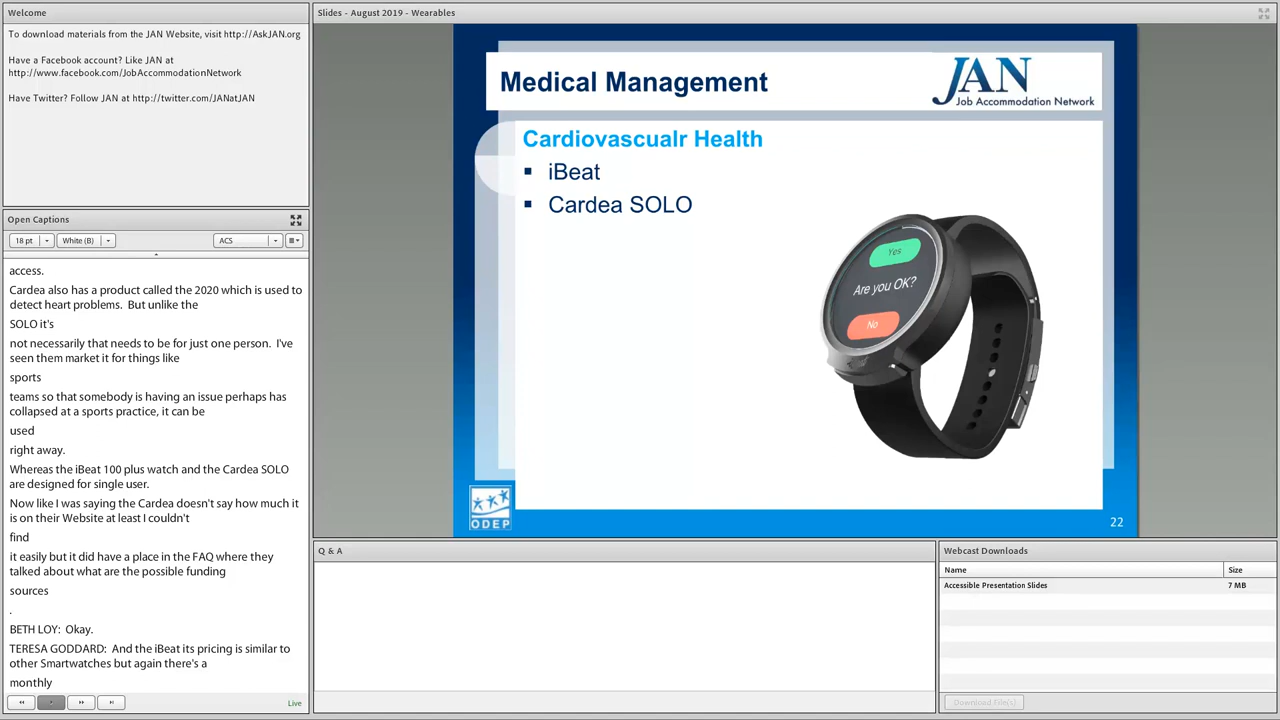 Welcome
To download materials from the JAN Website, visit http://AskJAN.org
Have a Facebook account? Like JAN at
http://www.facebook.com/JobAccommodationNetwork
Have Twitter? Follow JAN at http://twitter.com/JANatJAN
Open Captions
18 pt
White (B)
ACS
access.
Cardea also has a product called the 2020 which is used to
detect heart problems.  But unlike the
SOLO it's
not necessarily that needs to be for just one person.  I've
seen them market it for things like
sports
teams so that somebody is having an issue perhaps has
collapsed at a sports practice, it can be
used
right away.
Whereas the iBeat 100 plus watch and the Cardea SOLO
are designed for single user.
Now like I was saying the Cardea doesn't say how much it
is on their Website at least I couldn't
find
it easily but it did have a place in the FAQ where they
talked about what are the possible funding
sources
.
BETH LOY:  Okay.
TERESA GODDARD:  And the iBeat its pricing is similar to
other Smartwatches but again there's a
monthly
Live
Slides - August 2019 - Wearables
Medical Management
JAN
Job Accommodation Network
Cardiovascualr Health
iBeat
Cardea SOLO
Yes
Are you OK?
No
ODEP
22
Q & A
Webcast Downloads
Name
Size
Accessible Presentation Slides
7 MB
Download File(s)